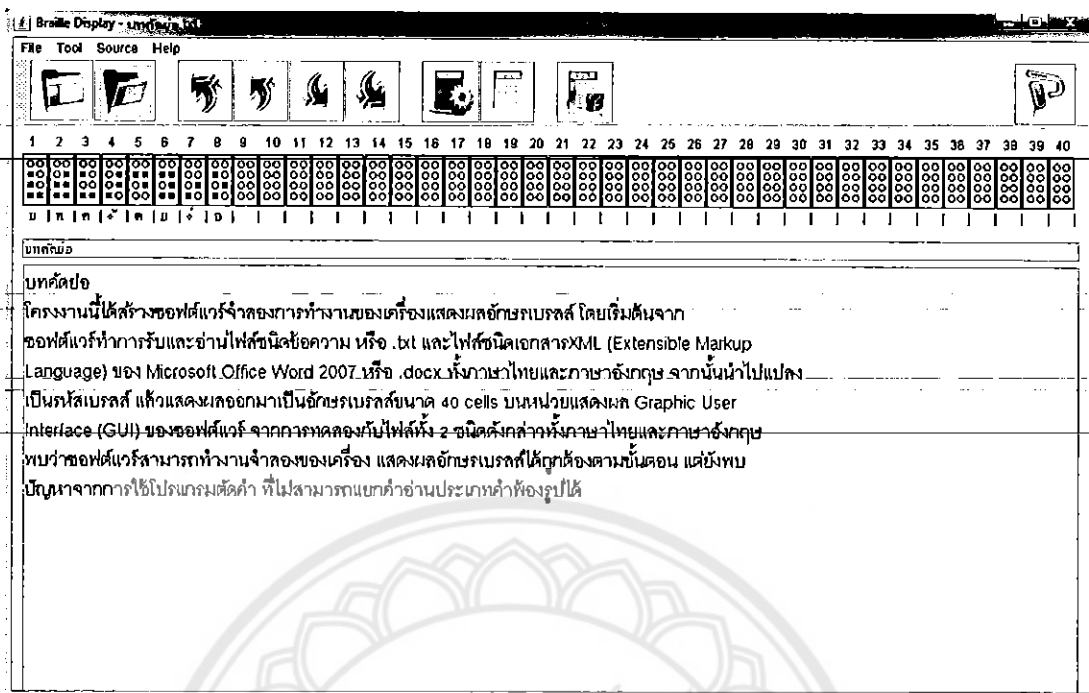 Braille Display - บทคัดย่อ.txt
File Tool Source Help
1 2 3 4 5 6 7 8 9 10 11 12 13 14 15 16 17 18 19 20 21 22 23 24 25 26 27 28 29 30 31 32 33 34 35 36 37 38 39 40
บทคัดย่อ
บทคัดย่อ
โครงงานนี้ได้สร้างซอฟต์แวร์จำลองการทำงานของเครื่องแสดงผลอักษรเบรลล์ โดยเริ่มต้นจาก
ซอฟต์แวร์ทำการรับและอ่านไฟล์ชนิดข้อความ หรือ .txt และไฟล์ชนิดเอกสารXML (Extensible Markup
Language) ของ Microsoft Office Word 2007 หรือ .docx ทั้งภาษาไทยและภาษาอังกฤษ จากนั้นนำไปแปลง
เป็นรหัสเบรลล์ แล้วแสดงผลออกมาเป็นอักษรเบรลล์ขนาด 40 cells บนหน่วยแสดงผล Graphic User
Interface (GUI) ของซอฟต์แวร์ จากการทดลองกับไฟล์ทั้ง 2 ชนิดดังกล่าวทั้งภาษาไทยและภาษาอังกฤษ
พบว่าซอฟต์แวร์สามารถทำงานจำลองของเครื่อง แสดงผลอักษรเบรลล์ได้ถูกต้องตามขั้นตอน แต่ยังพบ
ปัญหาจากการใช้โปรแกรมตัดคำ ที่ไม่สามารถแยกคำอ่านประเภทคำพ้องรูปได้